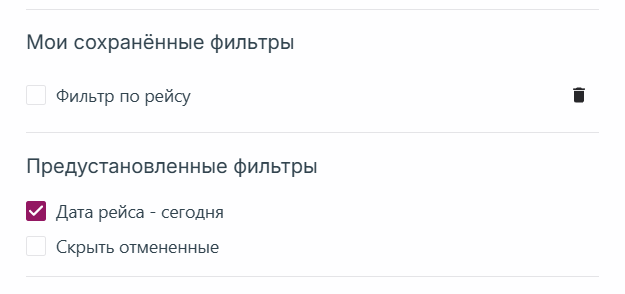 Мои сохранённые фильтры
Фильтр по рейсу
Предустановленные фильтры
Дата рейса - сегодня
Скрыть отмененные